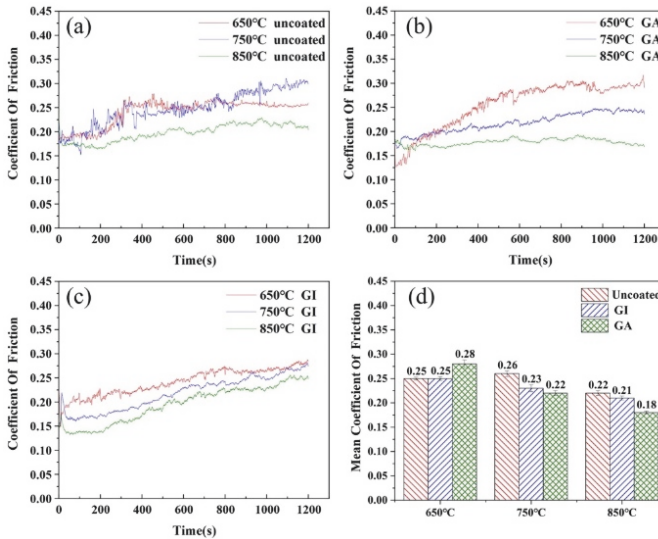 (a)
650℃ uncoated
750℃ uncoated
850℃ uncoated
0.45
0.40
0.35
0.30
0.25
0.20
0.15
0.10
0.05
0.00
Coefficient Of Friction
0 200 400 600 800 1000 1200
Time(s)
(b)
650℃ GA
750℃ GA
850℃ GA
0.45
0.40
0.35
0.30
0.25
0.20
0.15
0.10
0.05
0.00
Coefficient Of Friction
0 200 400 600 800 1000 1200
Time(s)
(c)
650℃ GI
750℃ GI
850℃ GI
0.45
0.40
0.35
0.30
0.25
0.20
0.15
0.10
0.05
0.00
Coefficient Of Friction
0 200 400 600 800 1000 1200
Time(s)
(d)
Uncoated
GI
GA
0.45
0.40
0.35
0.30
0.25
0.20
0.15
0.10
0.05
0.00
Mean Coefficient Of Friction
0.25 0.25 0.28 0.26 0.23 0.22 0.22 0.21 0.18
650℃ 750℃ 850℃